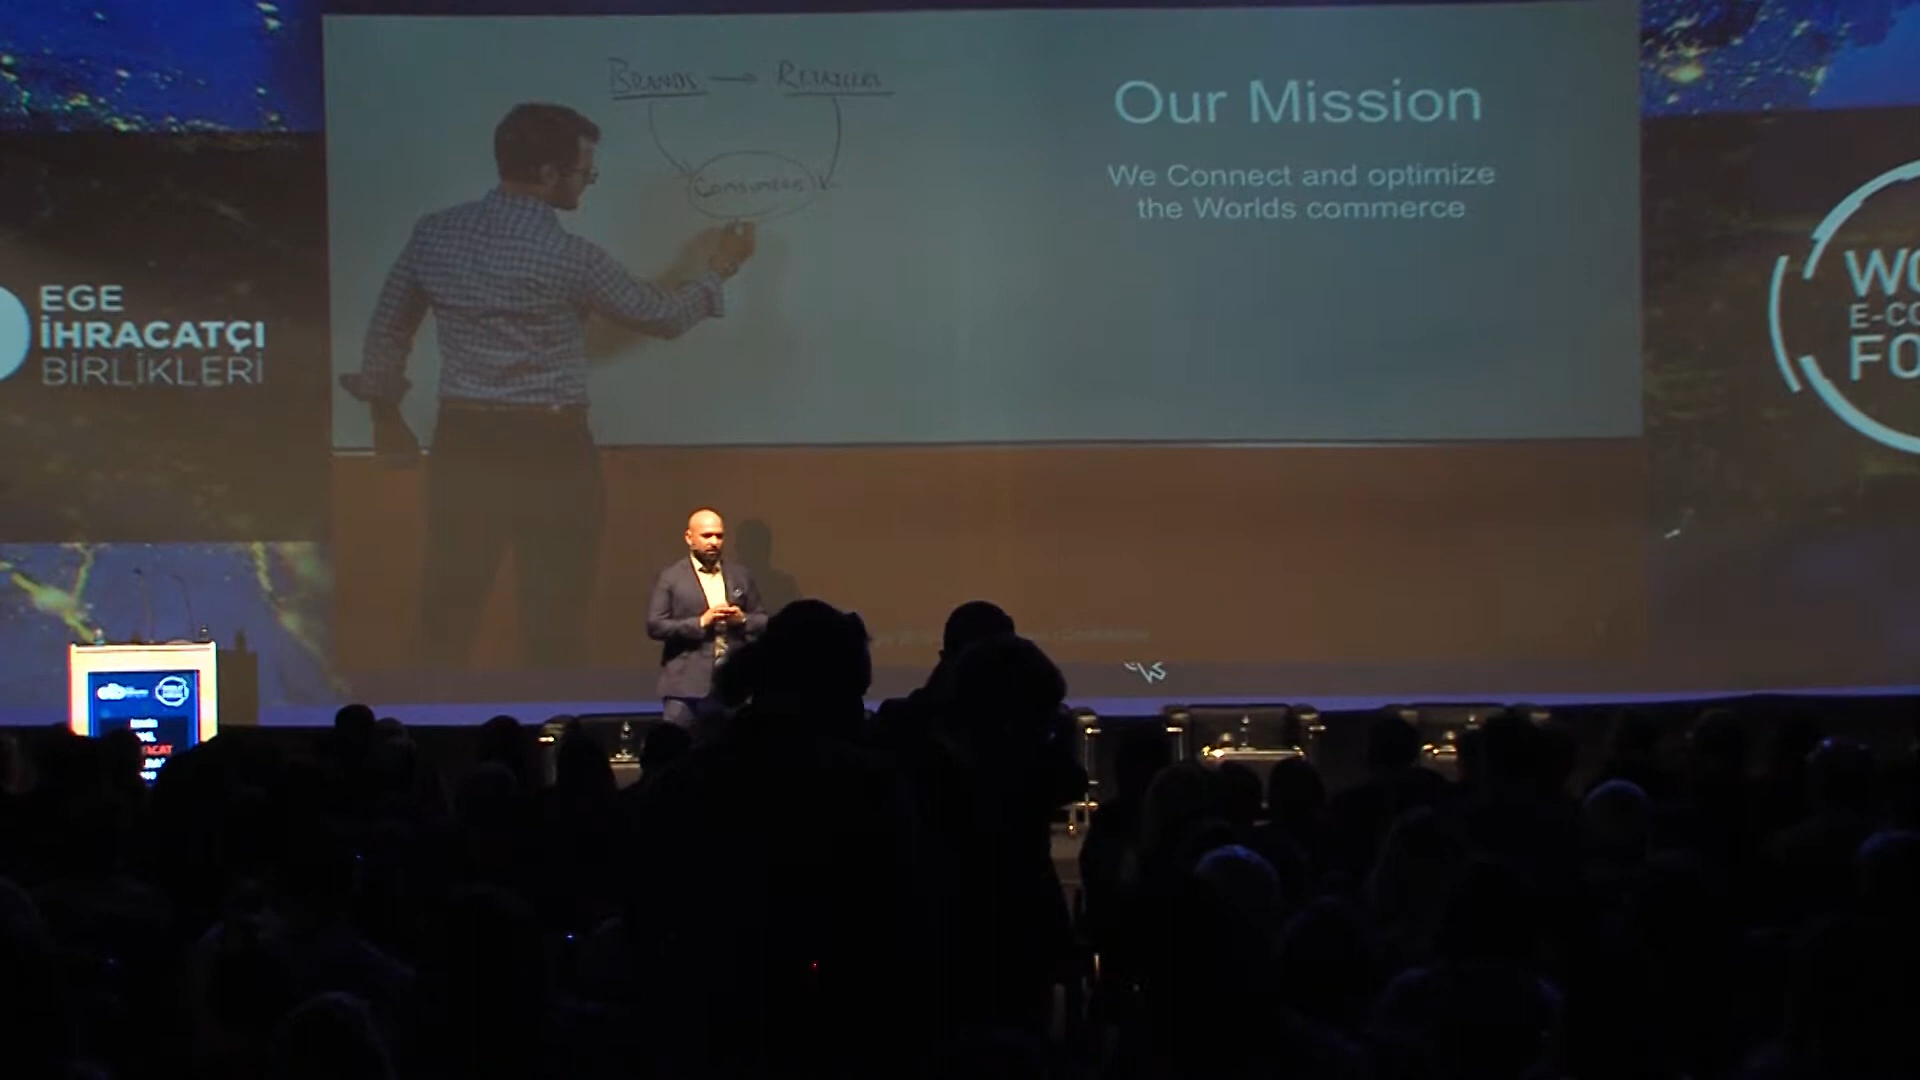 BRANDS → RETAILERS
Consumers
Our Mission
We Connect and optimize
the Worlds commerce
EGE
İHRACATÇI
BİRLİKLERİ
WO
E-CO
FO